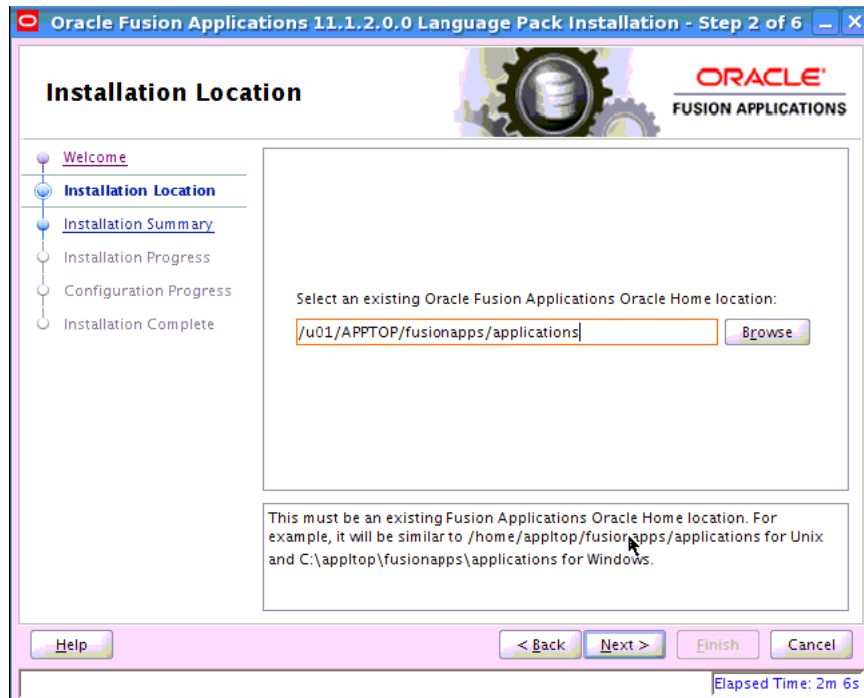 Oracle Fusion Applications 11.1.2.0.0 Language Pack Installation - Step 2 of 6
Installation Location
ORACLE
FUSION APPLICATIONS
Welcome
Installation Location
Installation Summary
Installation Progress
Configuration Progress
Installation Complete
Select an existing Oracle Fusion Applications Oracle Home location:
/u01/APPTOP/fusionapps/applications
Browse
This must be an existing Fusion Applications Oracle Home location. For
example, it will be similar to /home/appltop/fusionapps/applications for Unix
and C:\appltop\fusionapps\applications for Windows.
Help
< Back
Next >
Finish
Cancel
Elapsed Time: 2m 6s